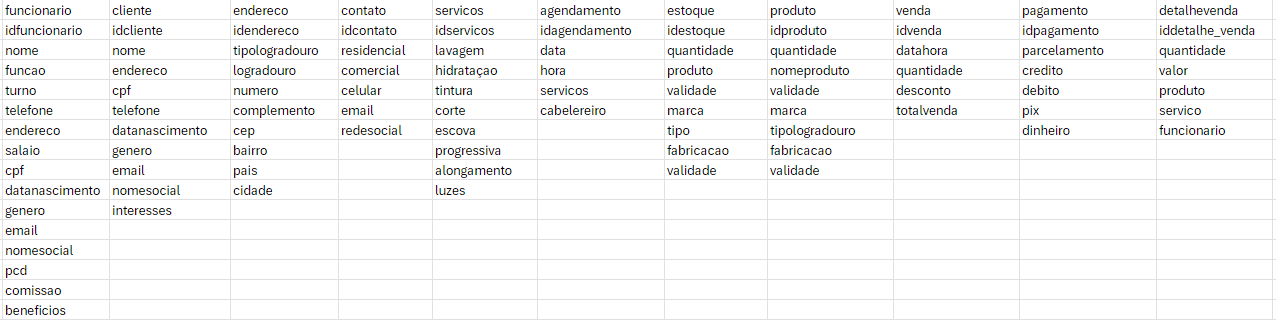 funcionario cliente endereco contato servicos agendamento estoque produto venda pagamento detalhevenda
idfuncionario idcliente idendereco idcontato idservicos idagendamento idestoque idproduto idvenda idpagamento iddetalhe_venda
nome nome tipologradouro residencial lavagem data quantidade quantidade datahora parcelamento quantidade
funcao endereco logradouro comercial hidrataçao hora produto nomeproduto quantidade credito valor
turno cpf numero celular tintura servicos validade validade desconto debito produto
telefone telefone complemento email corte cabelereiro marca marca totalvenda pix servico
endereco datanascimento cep redesocial escova tipo tipologradouro dinheiro funcionario
salaio genero bairro progressiva fabricacao fabricacao
cpf email pais alongamento validade validade
datanascimento nomesocial cidade luzes
genero interesses
email
nomesocial
pcd
comissao
beneficios